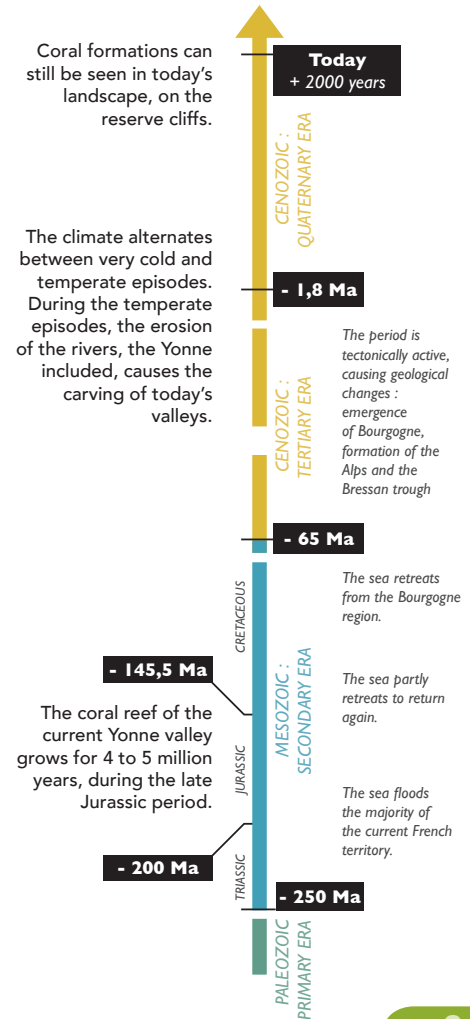 Coral formations can
still be seen in today's
landscape, on the
reserve cliffs.
Today
+ 2000 years
CENOZOIC :
QUATERNARY ERA
The climate alternates
between very cold and
temperate episodes.
During the temperate
episodes, the erosion
of the rivers, the Yonne
included, causes the
carving of today's
valleys.
- 1,8 Ma
CENOZOIC :
TERTIARY ERA
The period is
tectonically active,
causing geological
changes :
emergence
of Bourgogne,
formation of the
Alps and the
Bressan trough
- 65 Ma
CRETACEOUS
The sea retreats
from the Bourgogne
region.
- 145,5 Ma
MESOZOIC :
SECONDARY ERA
The sea partly
retreats to return
again.
The coral reef of the
current Yonne valley
grows for 4 to 5 million
years, during the late
Jurassic period.
JURASSIC
The sea floods
the majority of
the current French
territory.
- 200 Ma
TRIASSIC
- 250 Ma
PALEOZOIC
PRIMARY ERA